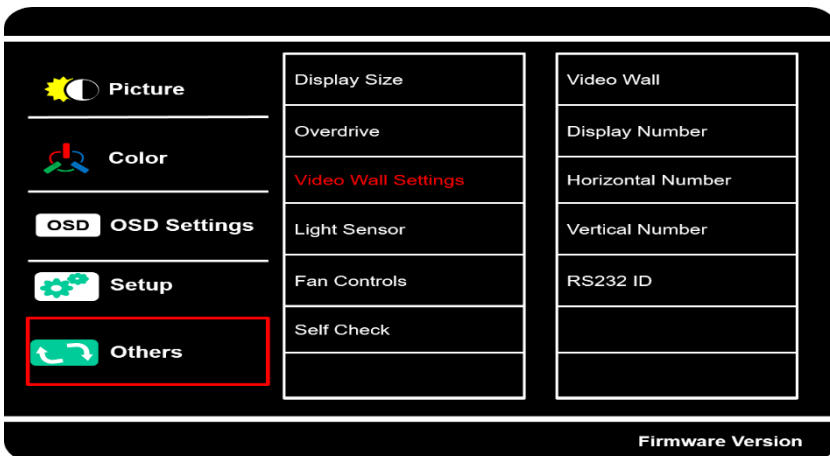 Picture
Color
OSD OSD Settings
Setup
Others
Display Size
Overdrive
Video Wall Settings
Light Sensor
Fan Controls
Self Check
Video Wall
Display Number
Horizontal Number
Vertical Number
RS232 ID
Firmware Version